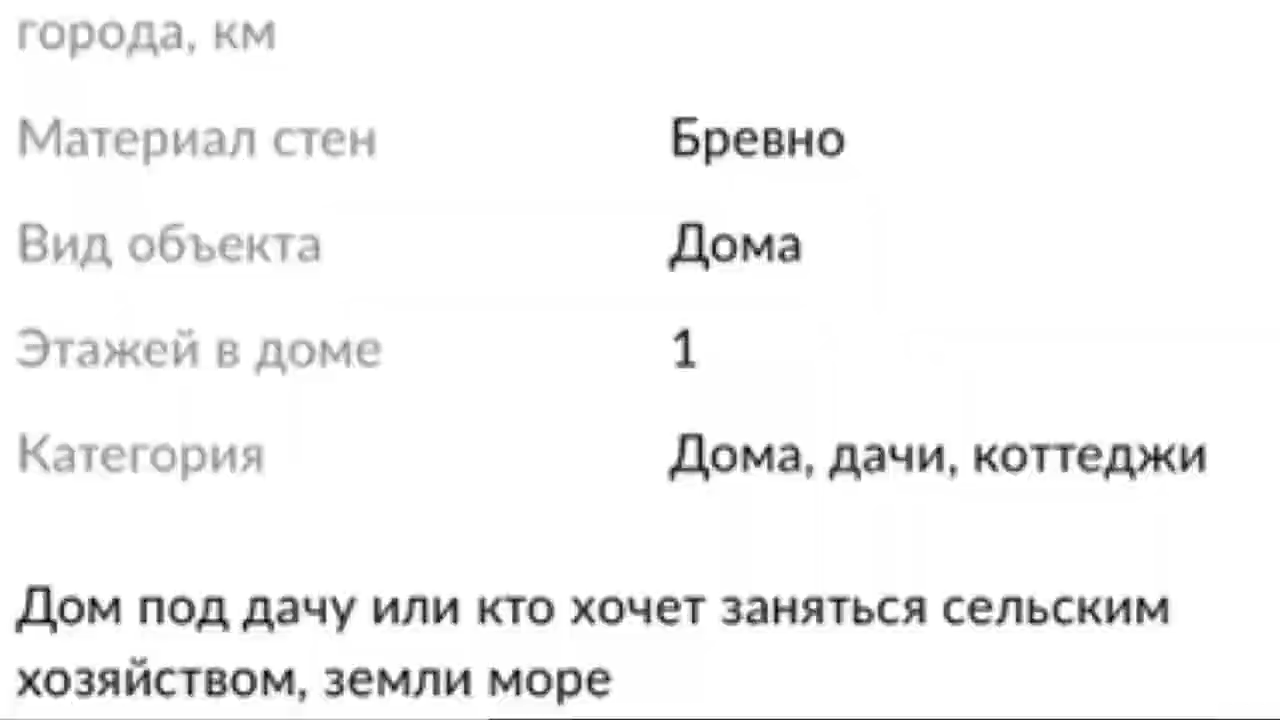 города, км
Материал стен Бревно
Вид объекта Дома
Этажей в доме 1
Категория Дома, дачи, коттеджи
Дом под дачу или кто хочет заняться сельским
хозяйством, земли море